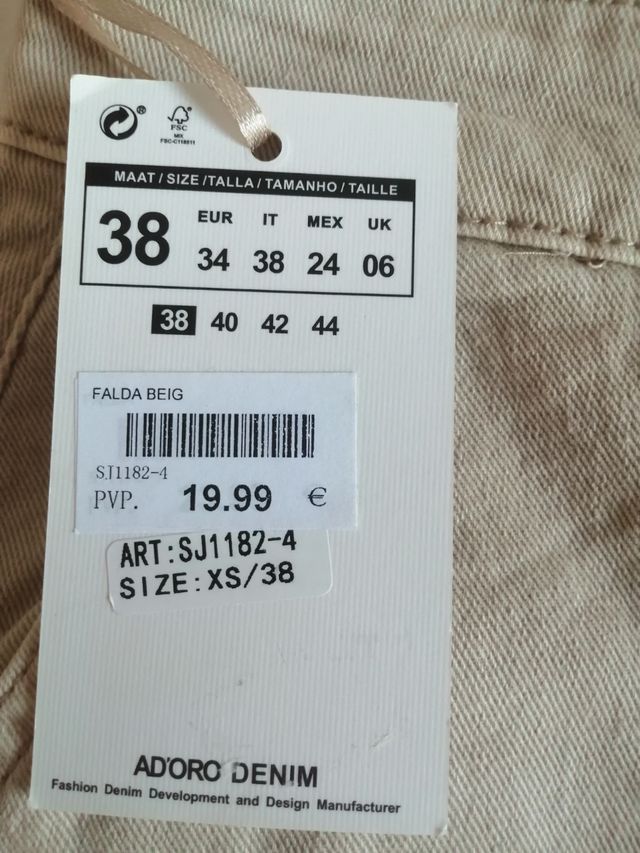 ®
FSC
MIX
FSC-C118811
MAAT / SIZE /TALLA / TAMANHO / TAILLE
38 EUR IT MEX UK
34 38 24 06
38 40 42 44
FALDA BEIG
SJ1182-4
PVP. 19.99 €
ART:SJ1182-4
SIZE:XS/38
AD'ORO DENIM
Fashion Denim Development and Design Manufacturer